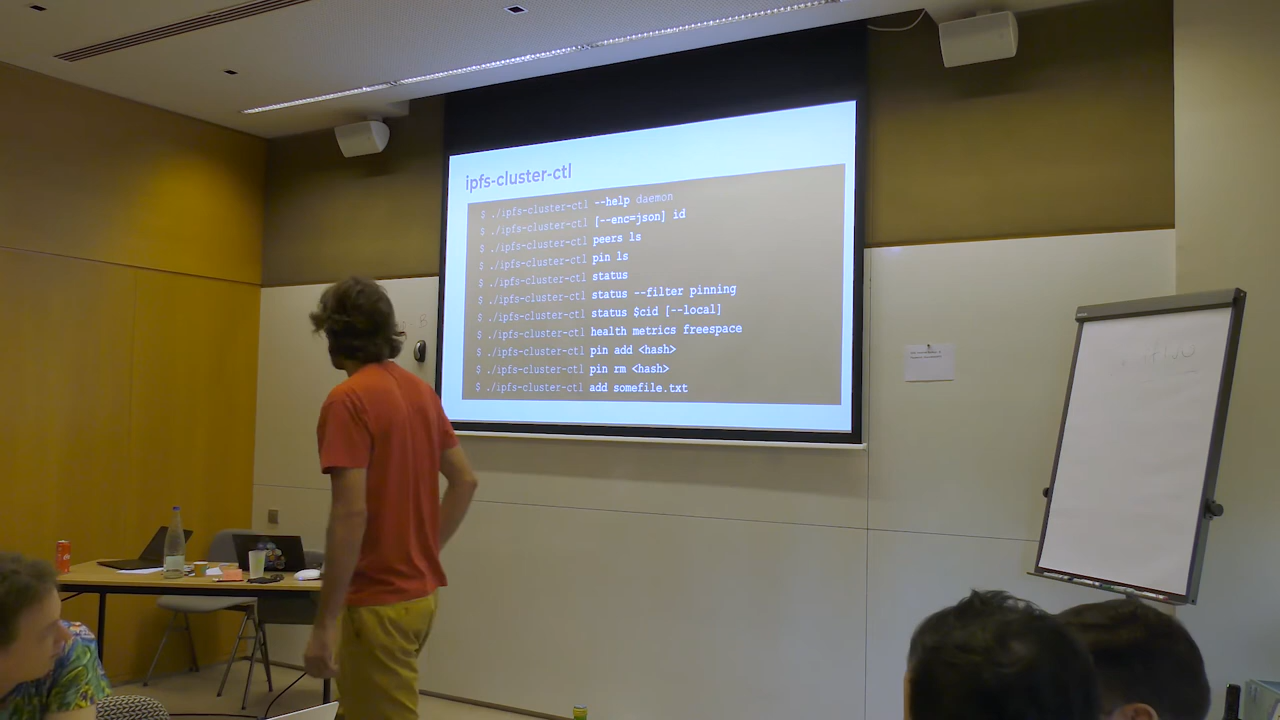 ipfs-cluster-ctl
$ ./ipfs-cluster-ctl --help daemon
$ ./ipfs-cluster-ctl [--enc=json] id
$ ./ipfs-cluster-ctl peers ls
$ ./ipfs-cluster-ctl pin ls
$ ./ipfs-cluster-ctl status
$ ./ipfs-cluster-ctl status --filter pinning
$ ./ipfs-cluster-ctl status $cid [--local]
$ ./ipfs-cluster-ctl health metrics freespace
$ ./ipfs-cluster-ctl pin add <hash>
$ ./ipfs-cluster-ctl pin rm <hash>
$ ./ipfs-cluster-ctl add somefile.txt